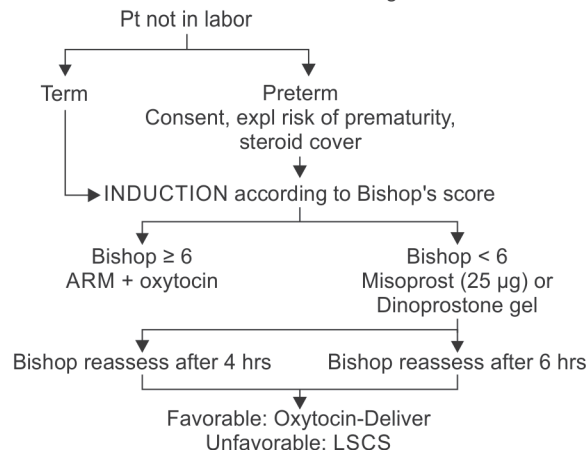 Pt not in labor
Term
Preterm
Consent, expl risk of prematurity,
steroid cover
INDUCTION according to Bishop's score
Bishop ≥ 6
ARM + oxytocin
Bishop < 6
Misoprost (25 µg) or
Dinoprostone gel
Bishop reassess after 4 hrs
Bishop reassess after 6 hrs
Favorable: Oxytocin-Deliver
Unfavorable: LSCS